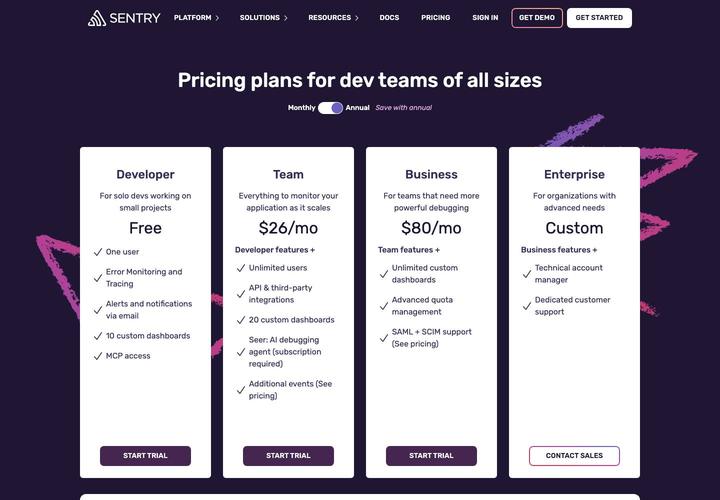 SENTRY
PLATFORM
SOLUTIONS
RESOURCES
DOCS
PRICING
SIGN IN
GET DEMO
GET STARTED
Pricing plans for dev teams of all sizes
Monthly
Annual
Save with annual
Developer
For solo devs working on
small projects
Free
One user
Error Monitoring and
Tracing
Alerts and notifications
via email
10 custom dashboards
MCP access
START TRIAL
Team
Everything to monitor your
application as it scales
$26/mo
Developer features +
Unlimited users
API & third-party
integrations
20 custom dashboards
Seer: AI debugging
agent (subscription
required)
Additional events (See
pricing)
START TRIAL
Business
For teams that need more
powerful debugging
$80/mo
Team features +
Unlimited custom
dashboards
Advanced quota
management
SAML + SCIM support
(See pricing)
START TRIAL
Enterprise
For organizations with
advanced needs
Custom
Business features +
Technical account
manager
Dedicated customer
support
CONTACT SALES